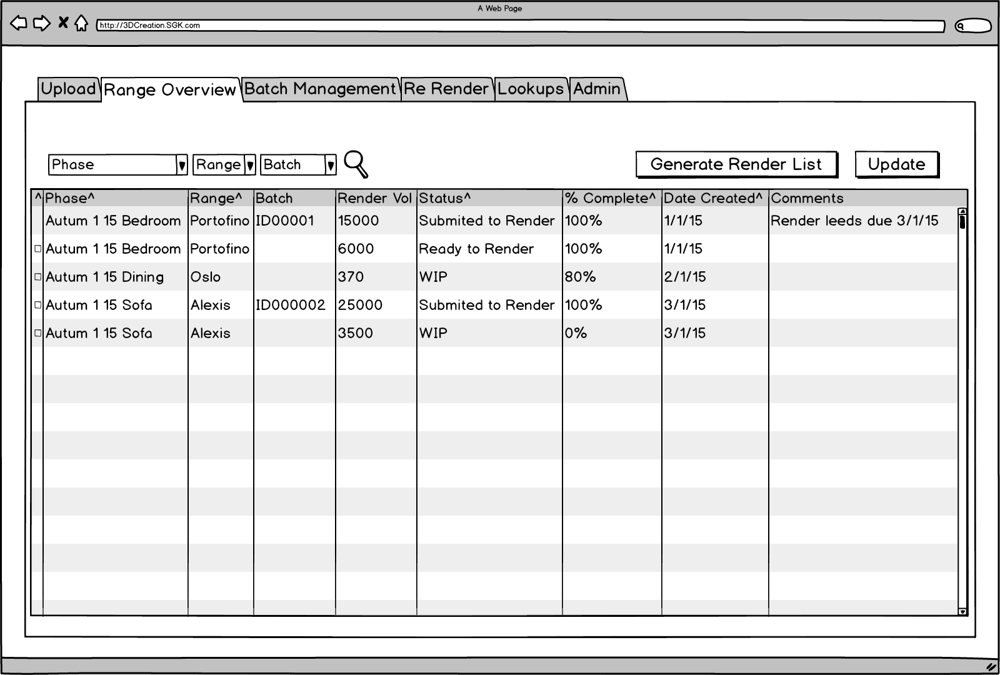 A Web Page
http://3DCreation.SGK.com
Upload Range Overview Batch Management Re Render Lookups Admin
Phase Range Batch Generate Render List Update
^ Phase^ Range^ Batch Render Vol Status^ % Complete^ Date Created^ Comments
Autum 1 15 Bedroom Portofino ID00001 15000 Submited to Render 100% 1/1/15 Render leeds due 3/1/15
Autum 1 15 Bedroom Portofino 6000 Ready to Render 100% 1/1/15
Autum 1 15 Dining Oslo 370 WIP 80% 2/1/15
Autum 1 15 Sofa Alexis ID000002 25000 Submited to Render 100% 3/1/15
Autum 1 15 Sofa Alexis 3500 WIP 0% 3/1/15